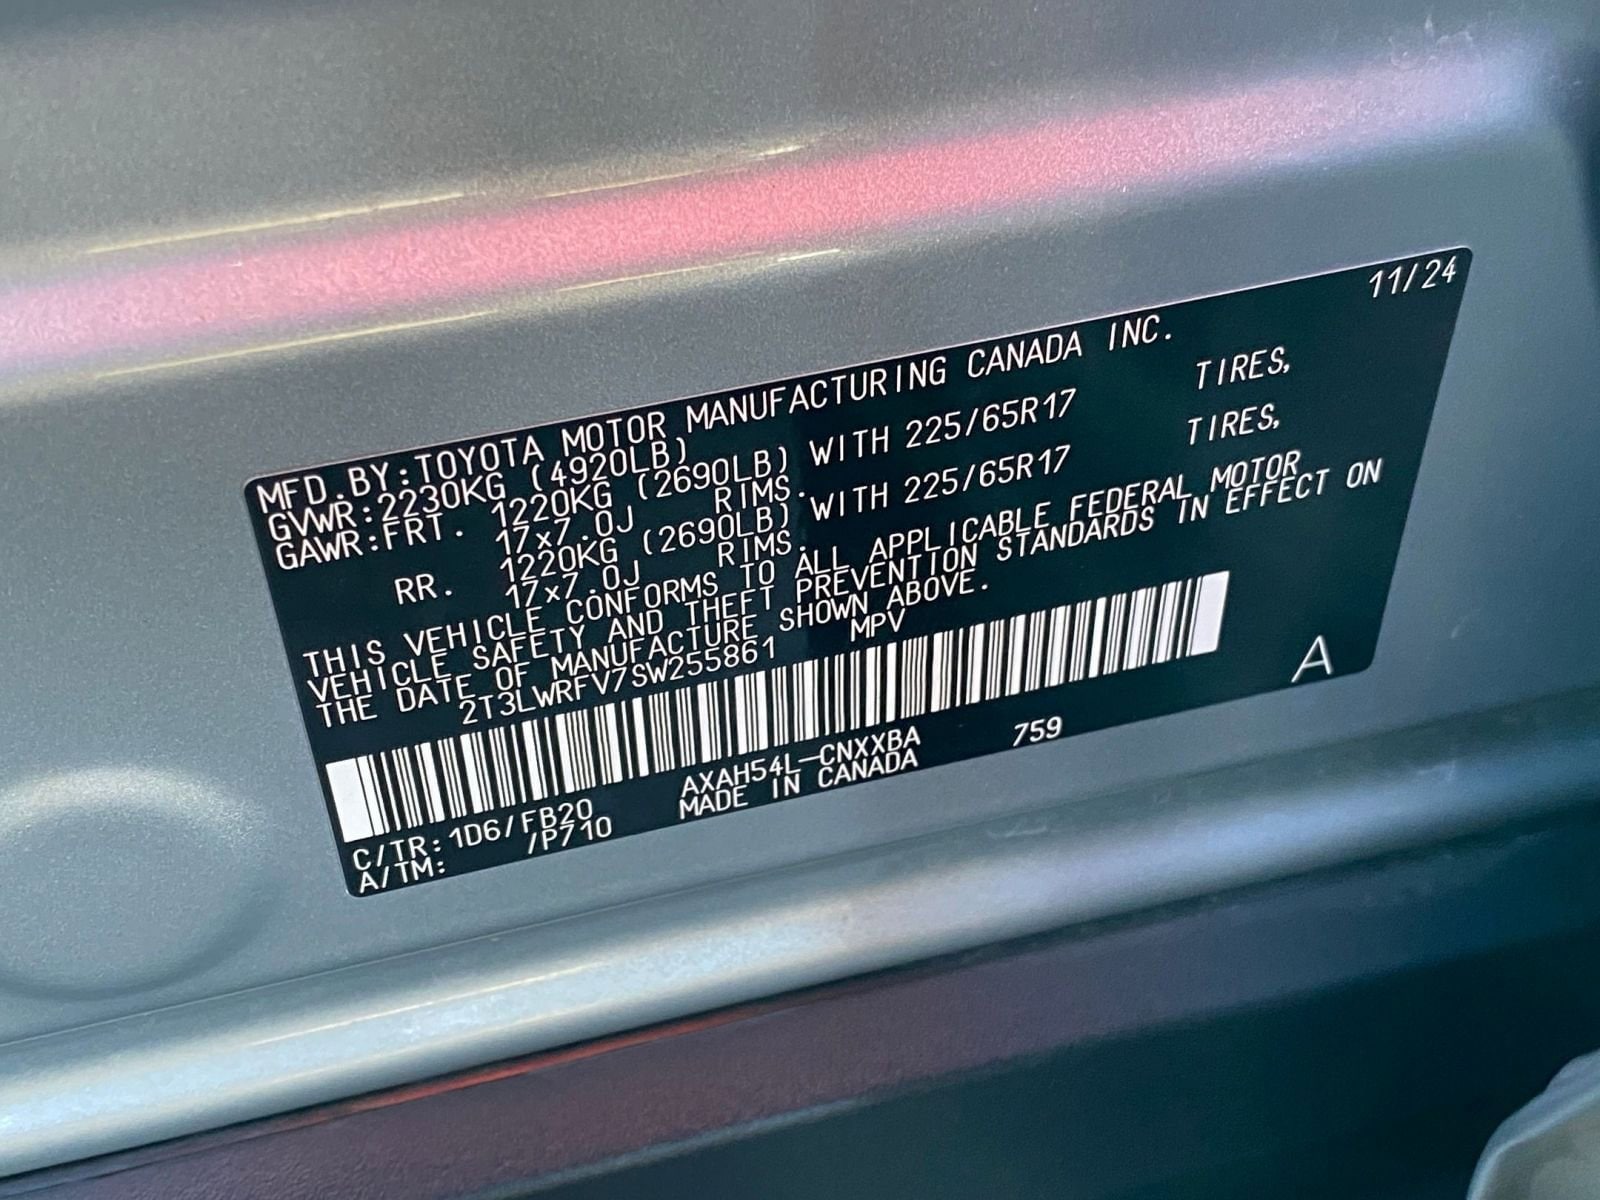 11/24
MFD.BY:TOYOTA MOTOR MANUFACTURING CANADA INC.
GVWR:2230KG (4920LB)
GAWR:FRT. 1220KG (2690LB) WITH 225/65R17 TIRES,
17x7.0J RIMS.
RR. 1220KG (2690LB) WITH 225/65R17 TIRES,
17x7.0J RIMS.
THIS VEHICLE CONFORMS TO ALL APPLICABLE FEDERAL MOTOR
VEHICLE SAFETY AND THEFT PREVENTION STANDARDS IN EFFECT ON
THE DATE OF MANUFACTURE SHOWN ABOVE.
2T3LWRFV7SW255861 MPV
A
C/TR:1D6/FB20 AXAH54L-CNXXBA 759
A/TM: /P710 MADE IN CANADA